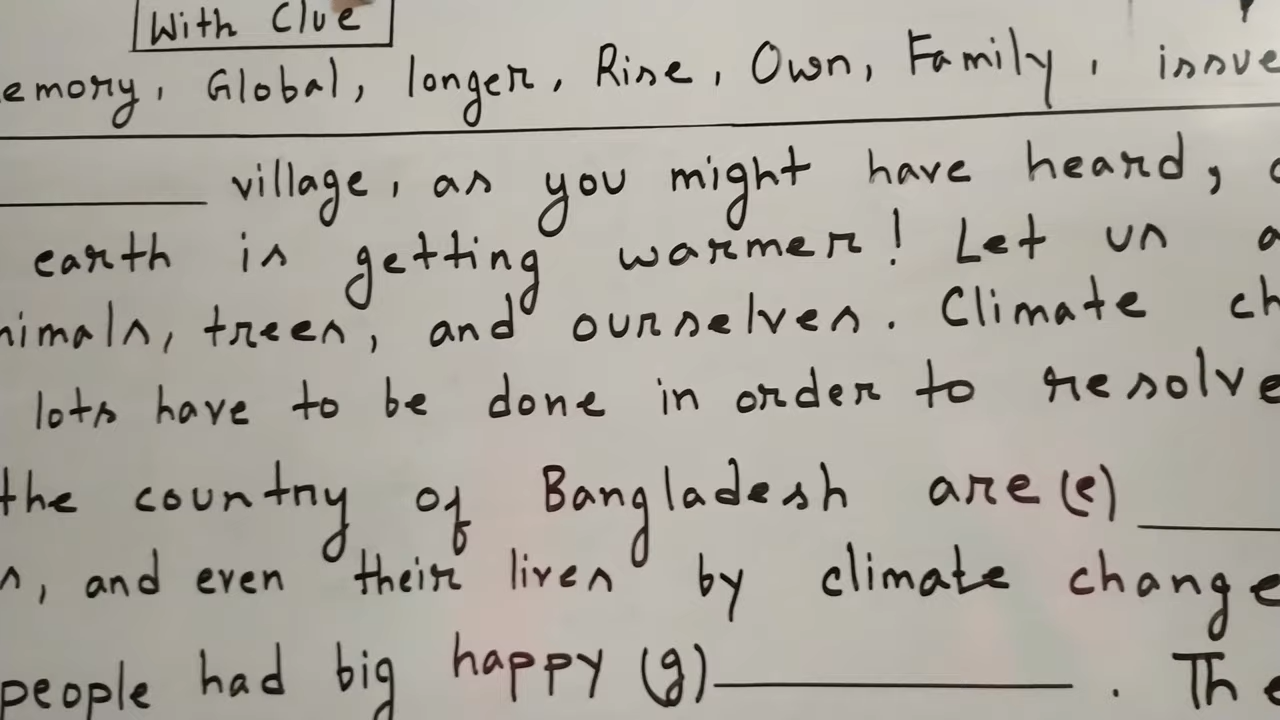 With Clue
emory, Global, longer, Rise, Own, Family, issue
village, as you might have heard,
earth is getting warmer! Let us a
nimals, trees, and ourselves. Climate ch
lots have to be done in order to resolve
the country of Bangladesh are (e)
s, and even their lives by climate change
people had big happy (g) . The